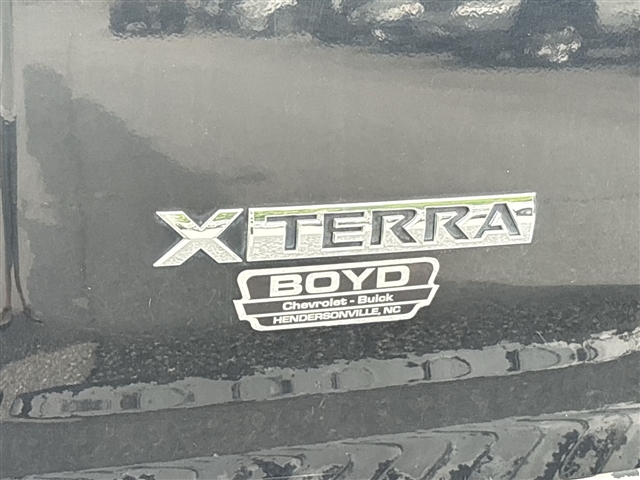 XTERRA
BOYD
Chevrolet - Buick
HENDERSONVILLE, NC